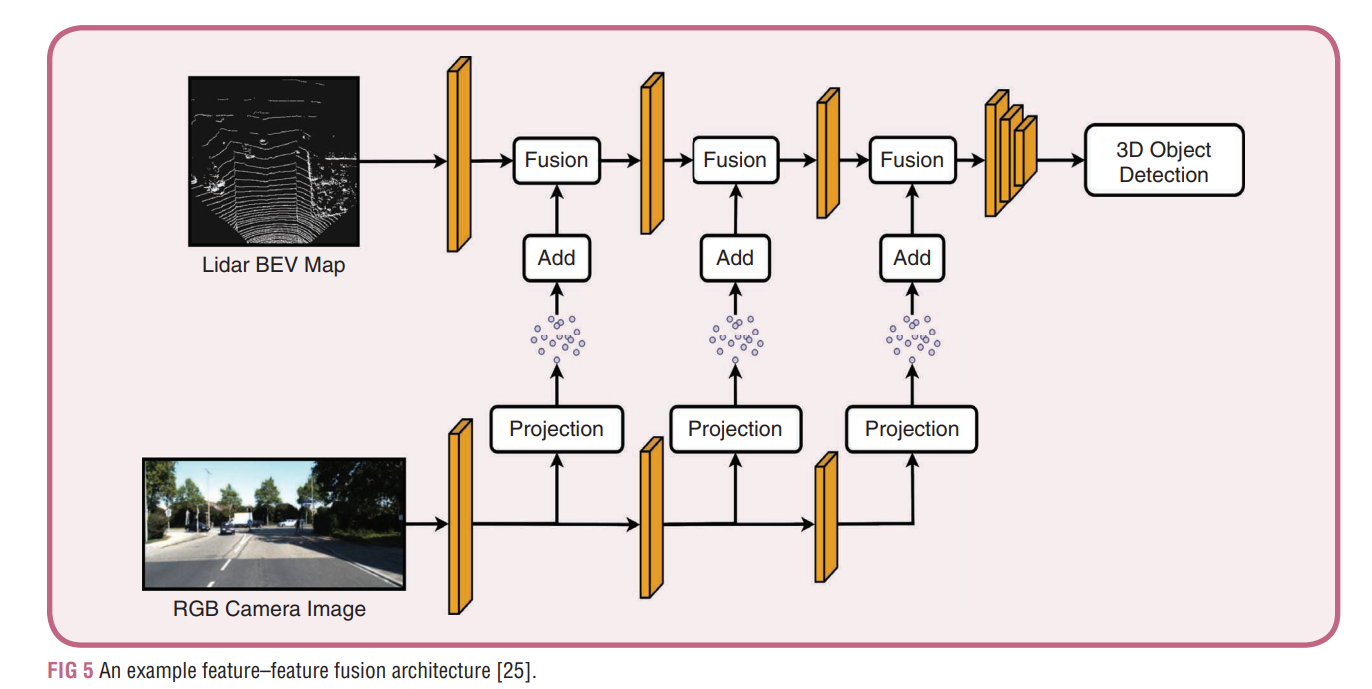 Lidar BEV Map
Fusion
Fusion
Fusion
3D Object
Detection
Add
Add
Add
Projection
Projection
Projection
RGB Camera Image
FIG 5 An example feature–feature fusion architecture [25].